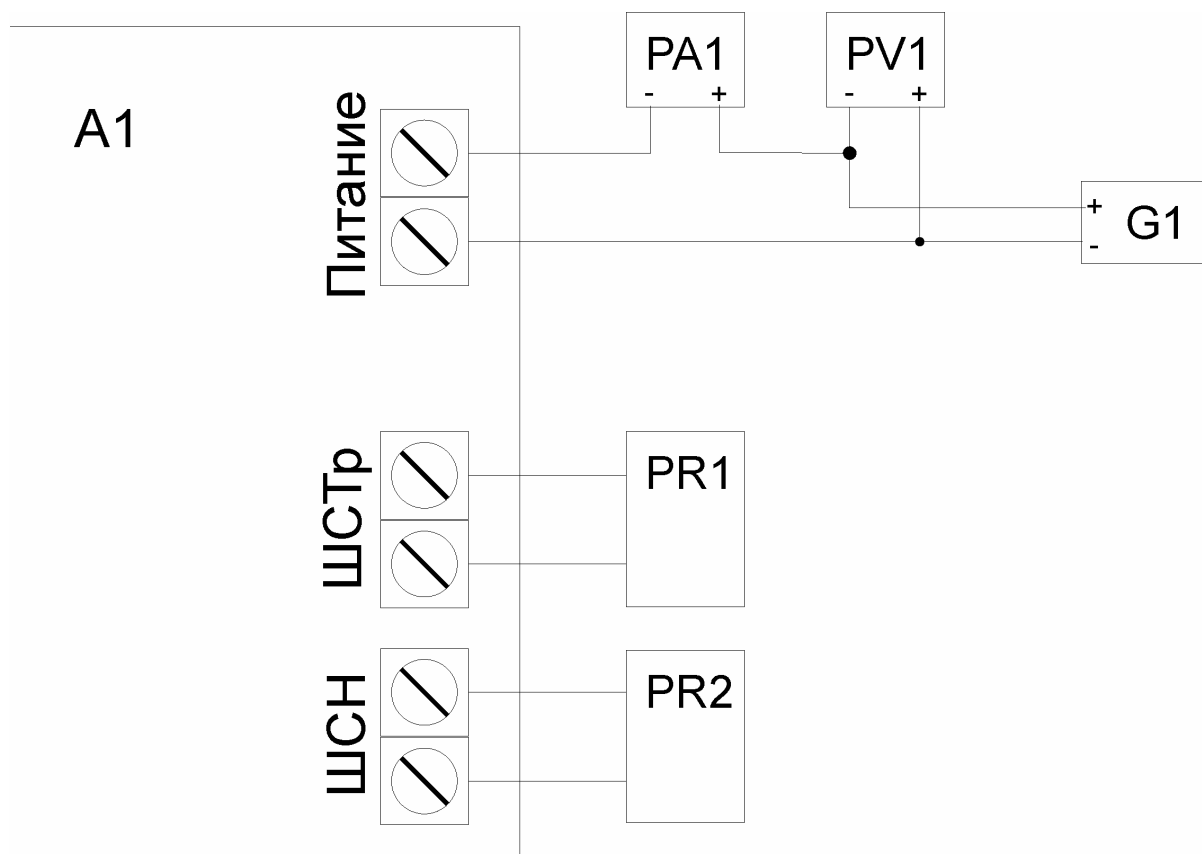 A1
Питание
PA1
- +
PV1
- +
+
G1
-
ШСТр
PR1
ШСН
PR2